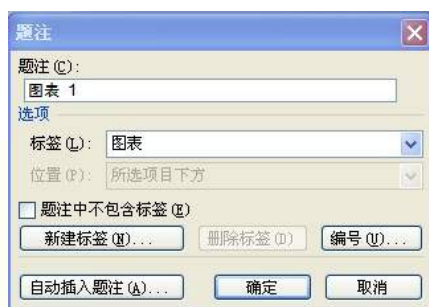 题注
题注(C):
图表 1
选项
标签(L): 图表
位置(P): 所选项目下方
题注中不包含标签(E)
新建标签(N)... 删除标签(D) 编号(U)...
自动插入题注(A)... 确定 取消